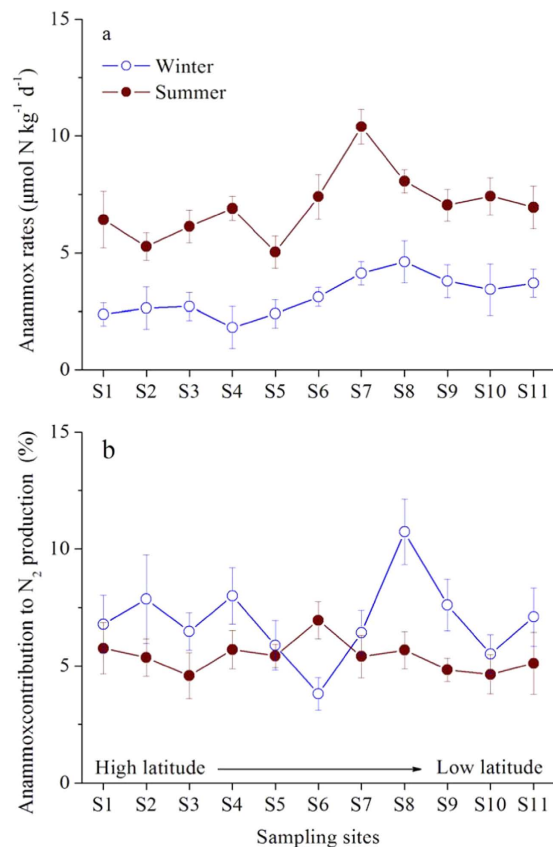 a
Winter
Summer
Anammox rates (μmol N kg⁻¹ d⁻¹)
15
10
5
0
S1 S2 S3 S4 S5 S6 S7 S8 S9 S10 S11
b
Anammoxcontribution to N₂ production (%)
15
10
5
0
High latitude Low latitude
S1 S2 S3 S4 S5 S6 S7 S8 S9 S10 S11
Sampling sites